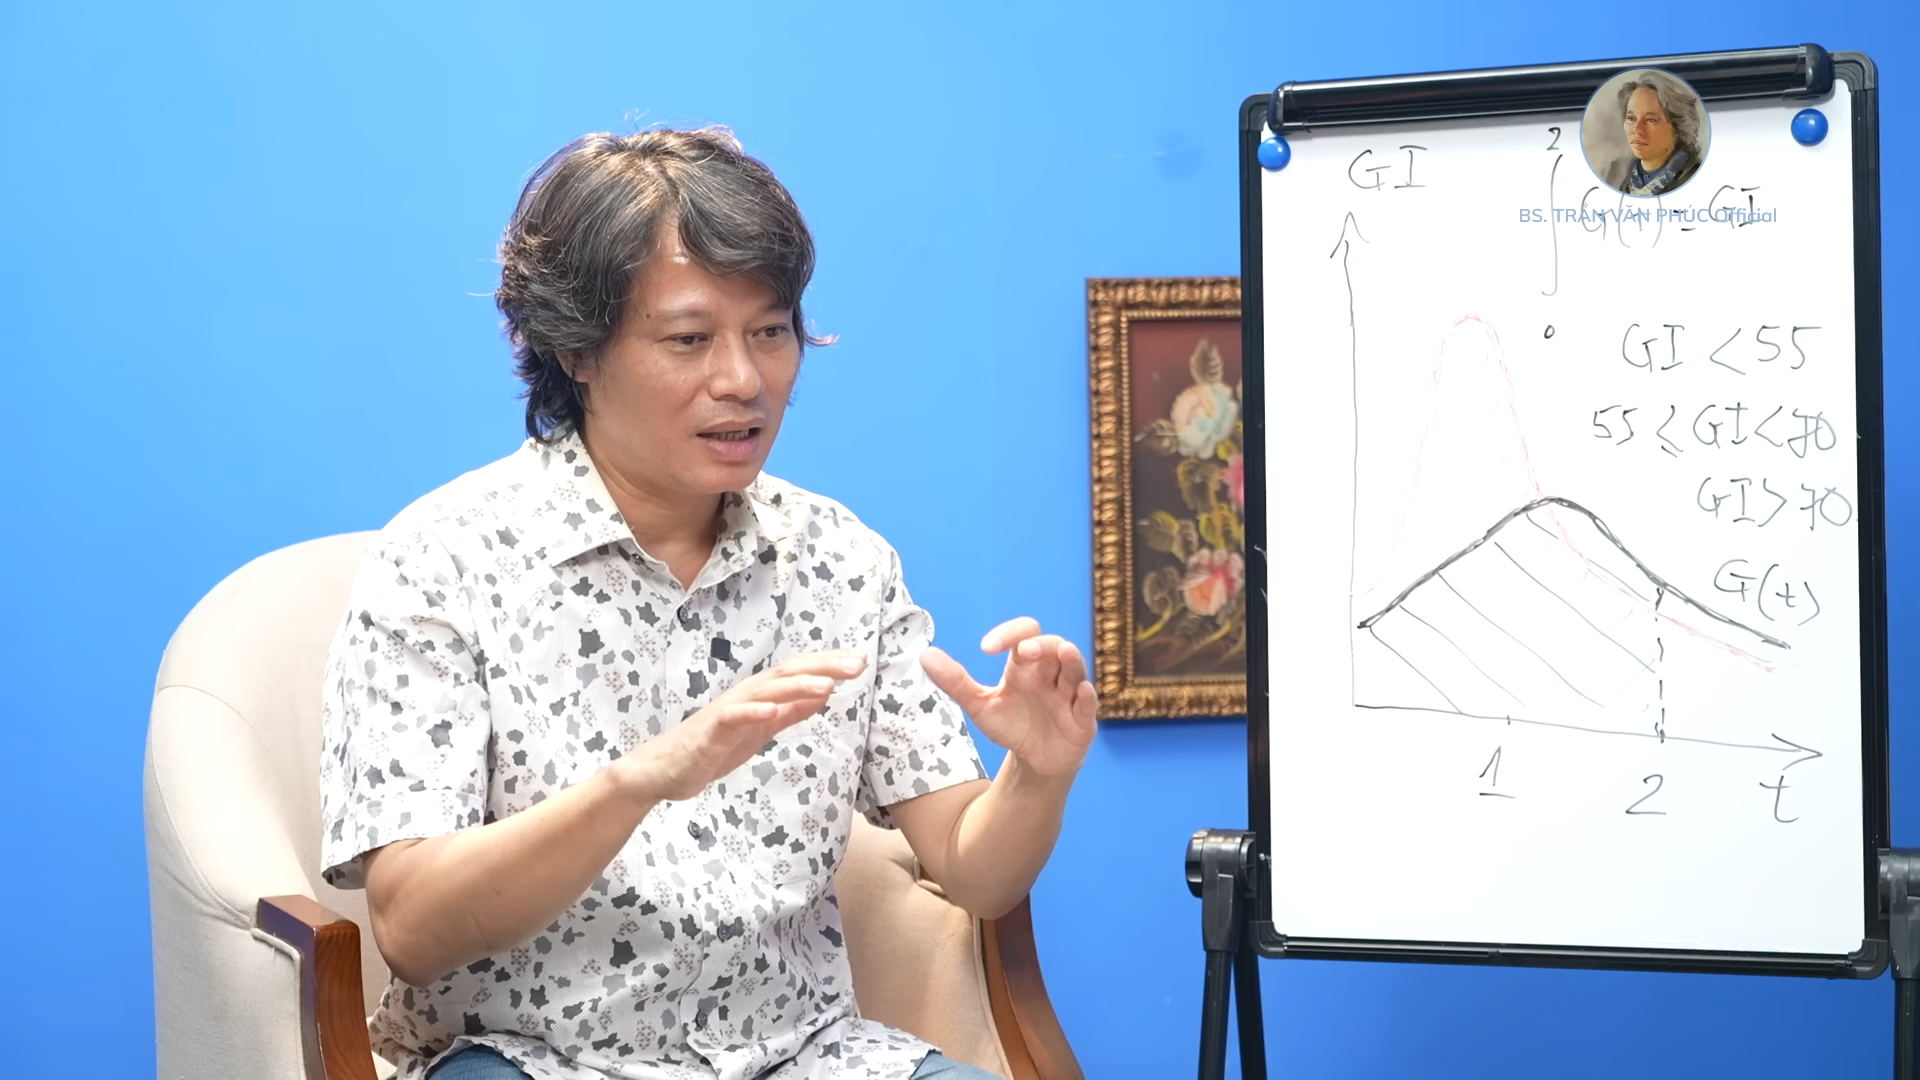 GI
2
∫ G(t) = GI
0
BS. TRẦN VĂN PHÚC Official
GI < 55
55 ≤ GI < 70
GI > 70
G(t)
1
2
t